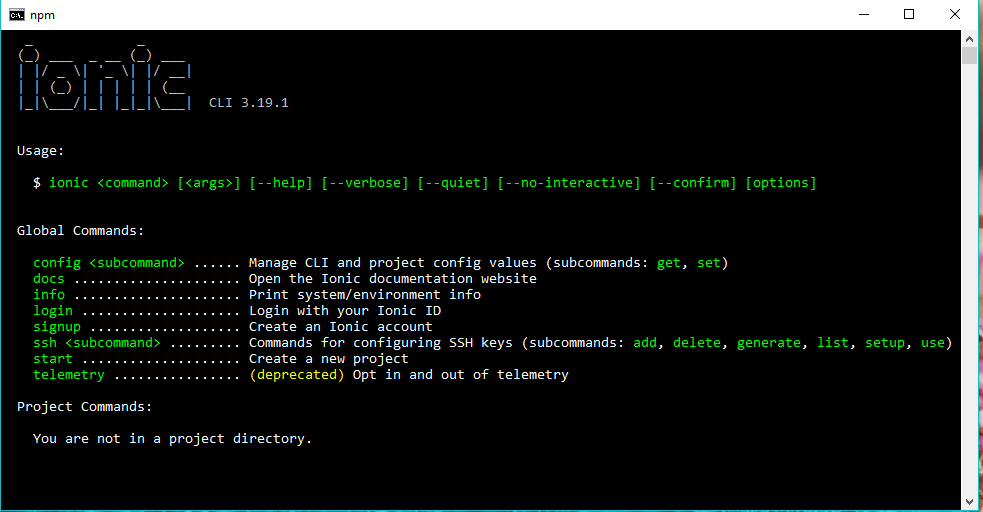 npm
ionic CLI 3.19.1
Usage:
$ ionic <command> [<args>] [--help] [--verbose] [--quiet] [--no-interactive] [--confirm] [options]
Global Commands:
config <subcommand> ...... Manage CLI and project config values (subcommands: get, set)
docs ..................... Open the Ionic documentation website
info ..................... Print system/environment info
login .................... Login with your Ionic ID
signup ................... Create an Ionic account
ssh <subcommand> ......... Commands for configuring SSH keys (subcommands: add, delete, generate, list, setup, use)
start .................... Create a new project
telemetry ................ (deprecated) Opt in and out of telemetry
Project Commands:
You are not in a project directory.